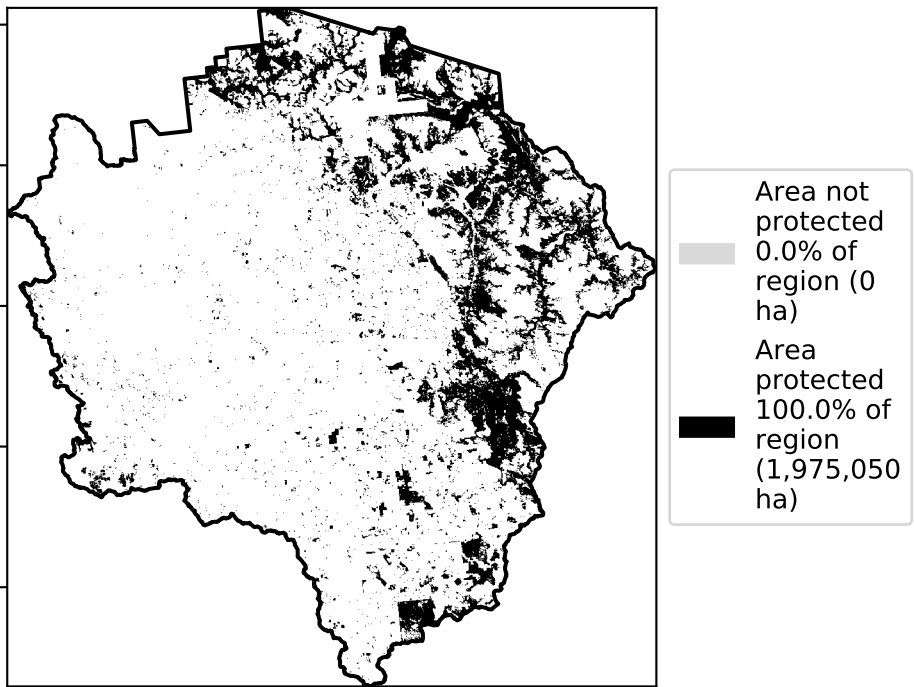 Area not
protected
0.0% of
region (0
ha)
Area
protected
100.0% of
region
(1,975,050
ha)